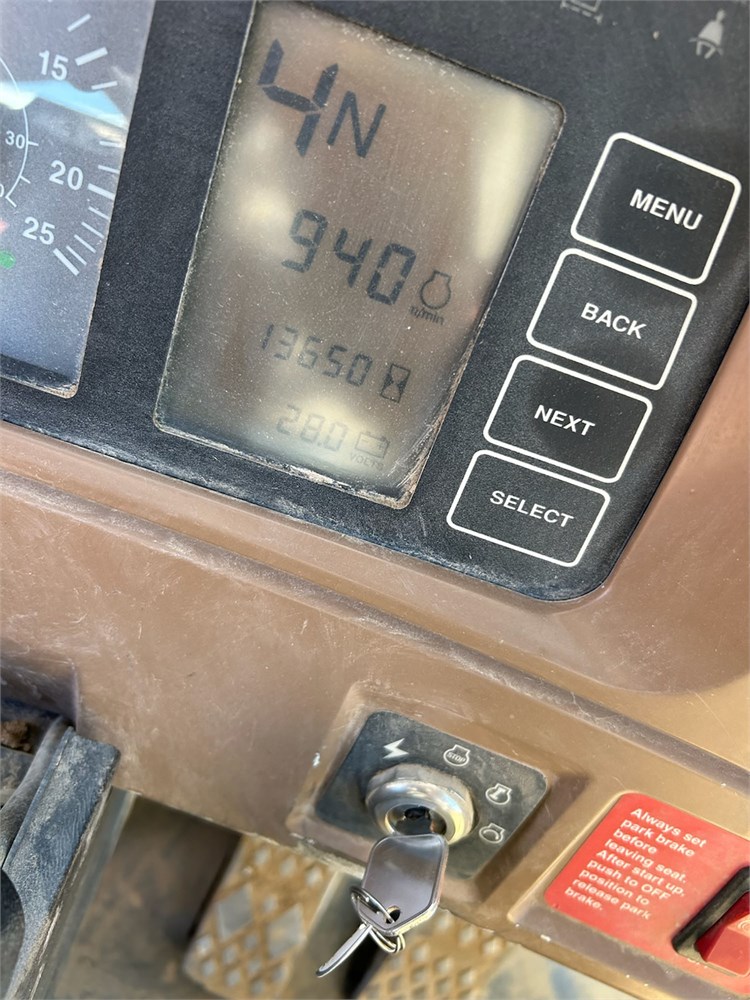 15
20
25
30
4N
940
n/min
13650
28.0
VOLTS
MENU
BACK
NEXT
SELECT
STOP
Always set
park brake
before
leaving seat.
After start up,
push to OFF
position to
release park
brake.